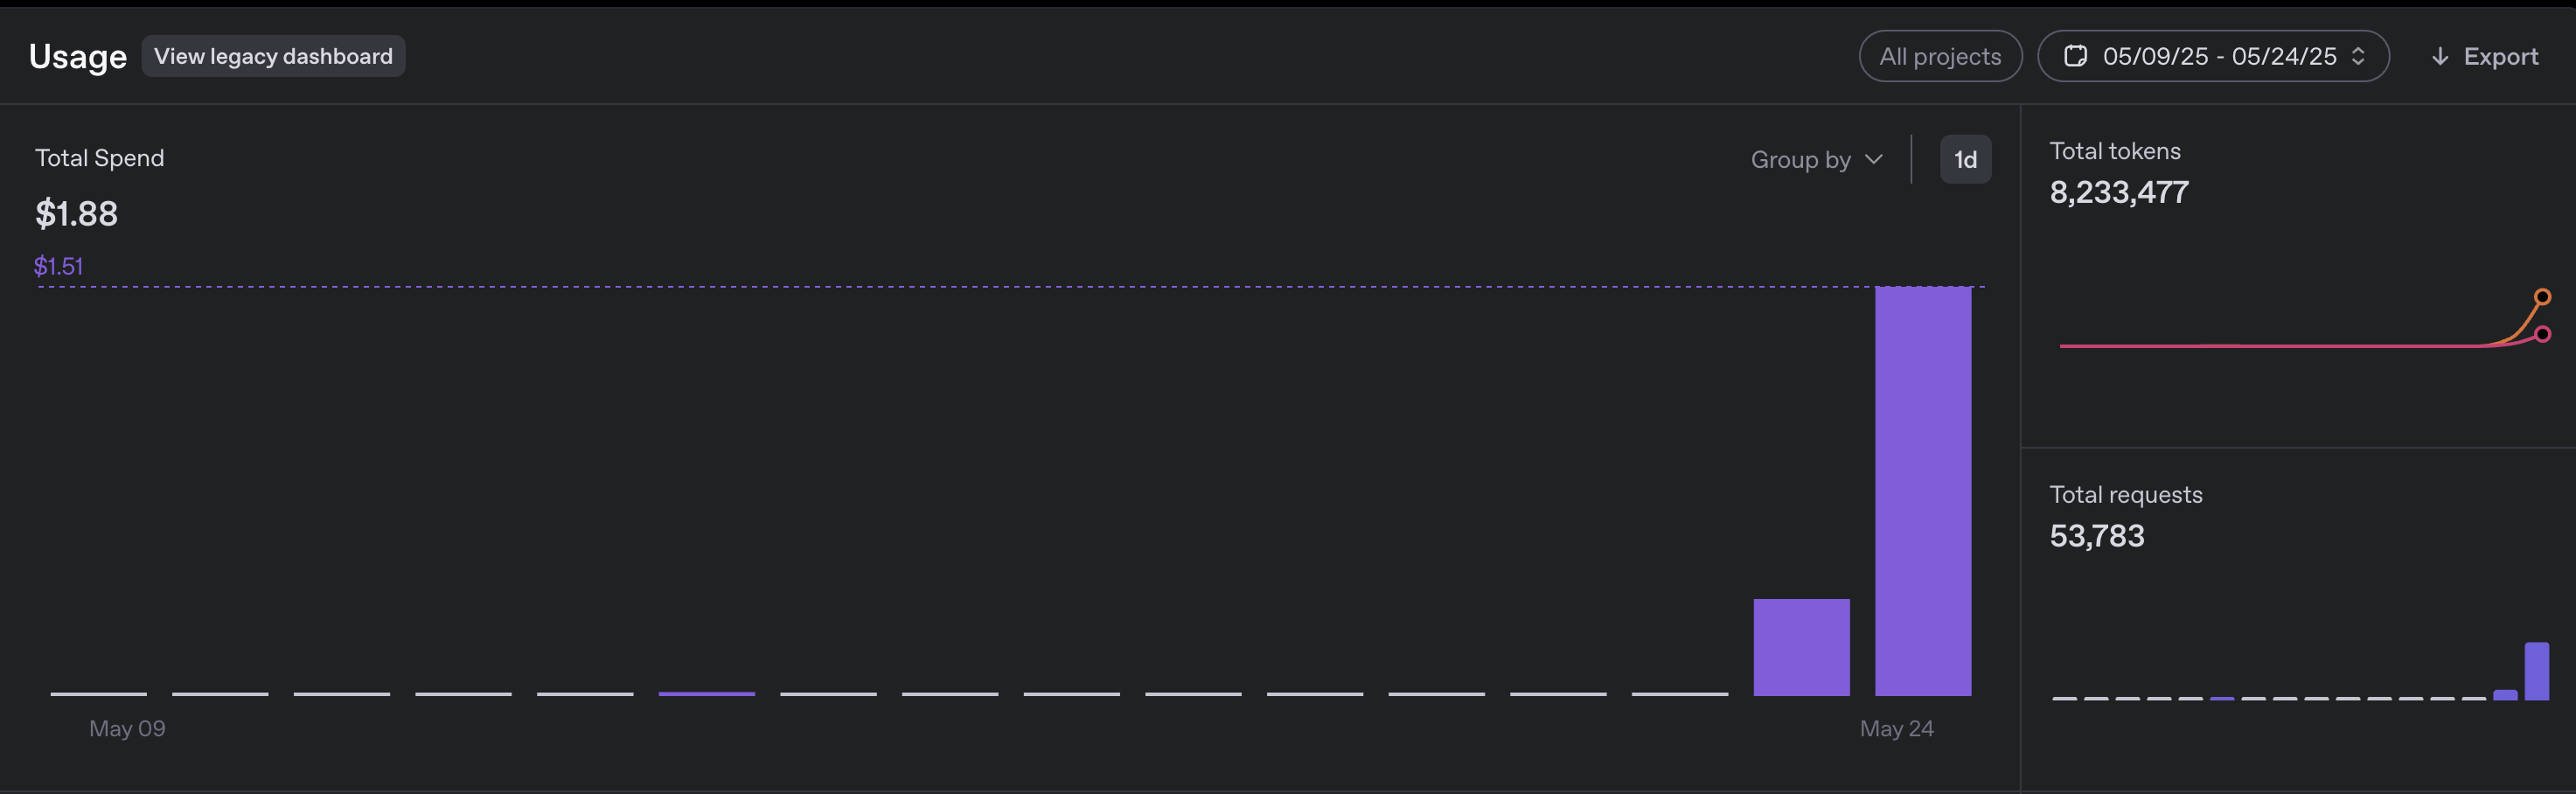 Usage
View legacy dashboard
All projects
05/09/25 - 05/24/25
Export
Total Spend
$1.88
$1.51
Group by
1d
May 09
May 24
Total tokens
8,233,477
Total requests
53,783